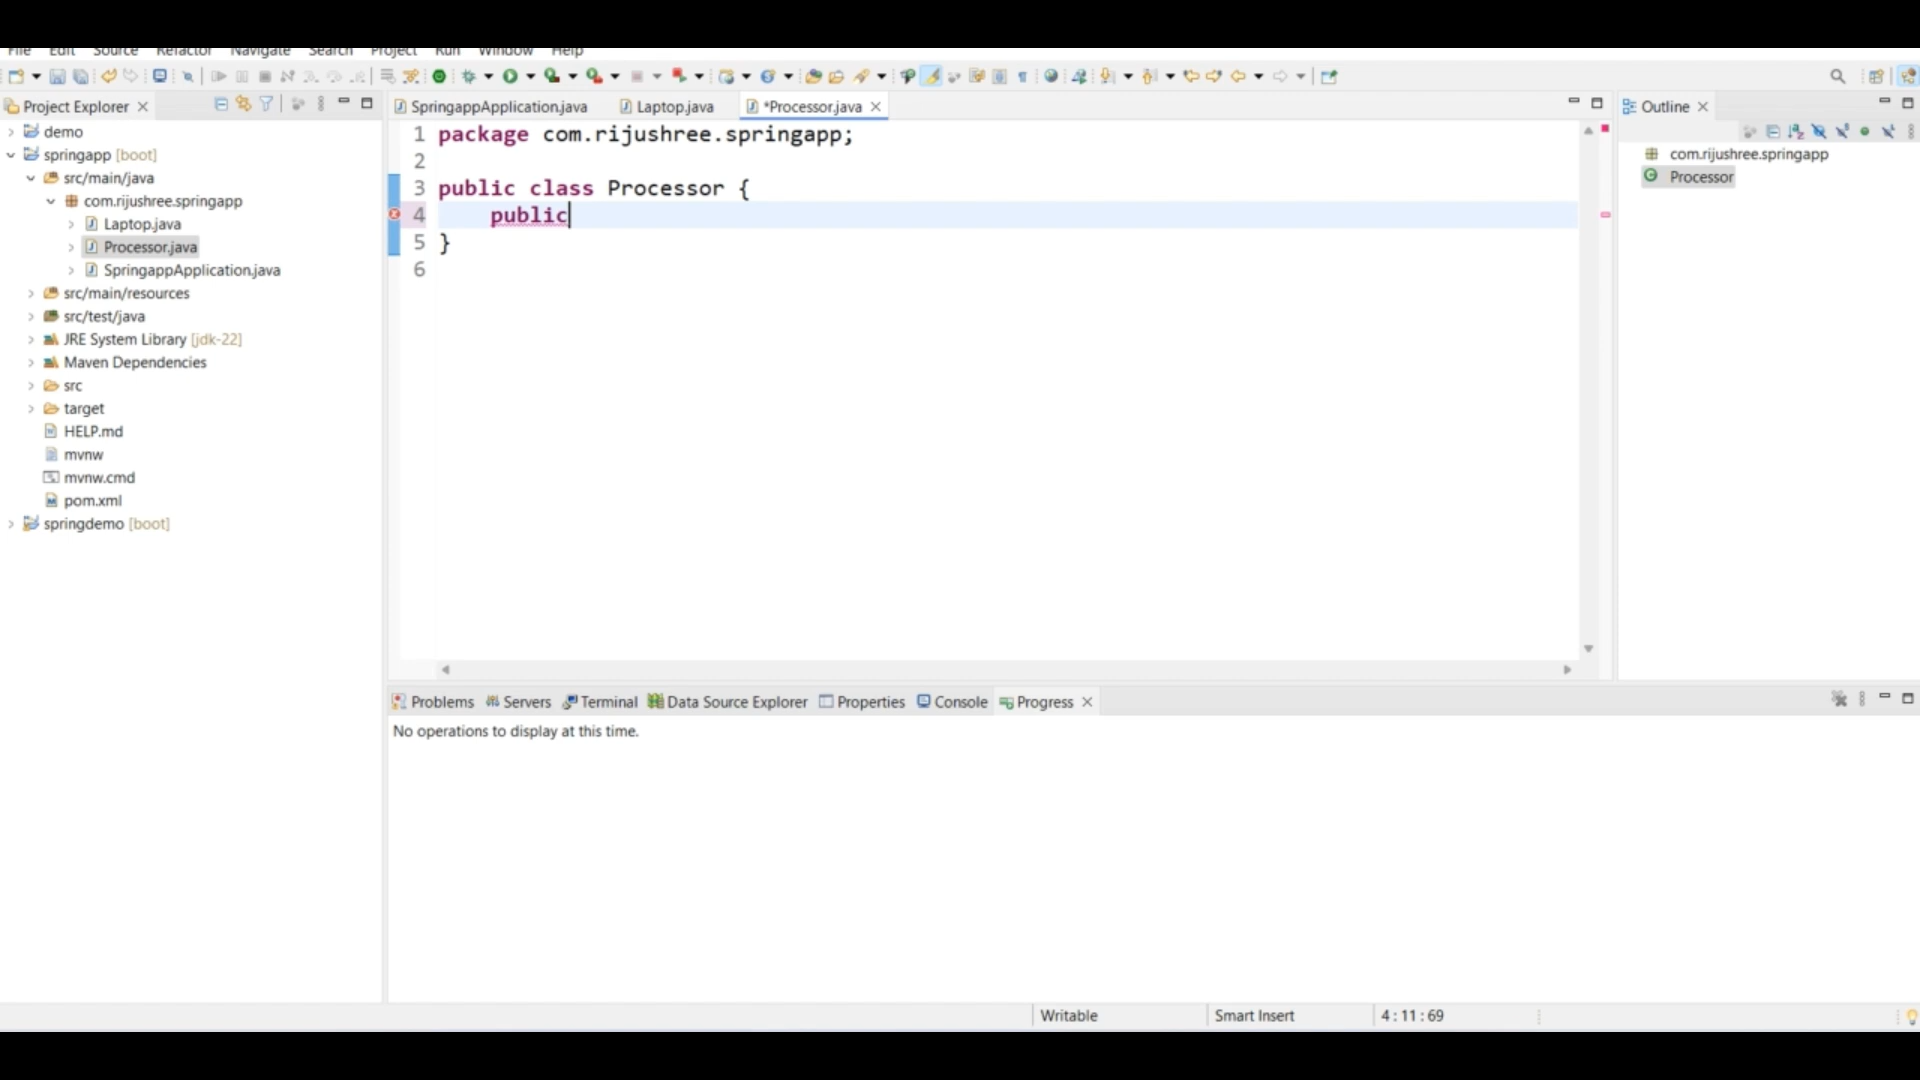 File Edit Source Refactor Navigate Search Project Run Window Help
Project Explorer
demo
springapp [boot]
src/main/java
com.rijushree.springapp
Laptop.java
Processor.java
SpringappApplication.java
src/main/resources
src/test/java
JRE System Library [jdk-22]
Maven Dependencies
src
target
HELP.md
mvnw
mvnw.cmd
pom.xml
springdemo [boot]
SpringappApplication.java Laptop.java *Processor.java
1 package com.rijushree.springapp;
2
3 public class Processor {
4 public
5 }
6
Outline
com.rijushree.springapp
Processor
Problems Servers Terminal Data Source Explorer Properties Console Progress
No operations to display at this time.
Writable Smart Insert 4 : 11 : 69